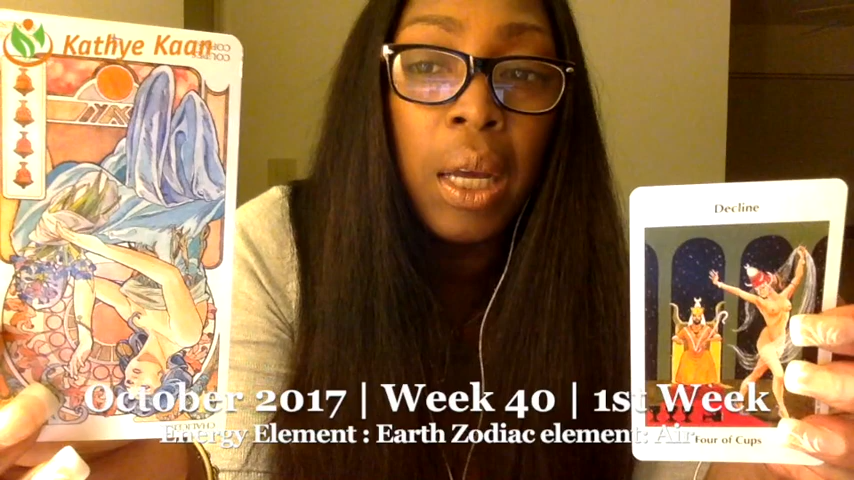 Kathye Kaan
Decline
October 2017 | Week 40 | 1st Week
Energy Element : Earth Zodiac element: Air
Four of Cups